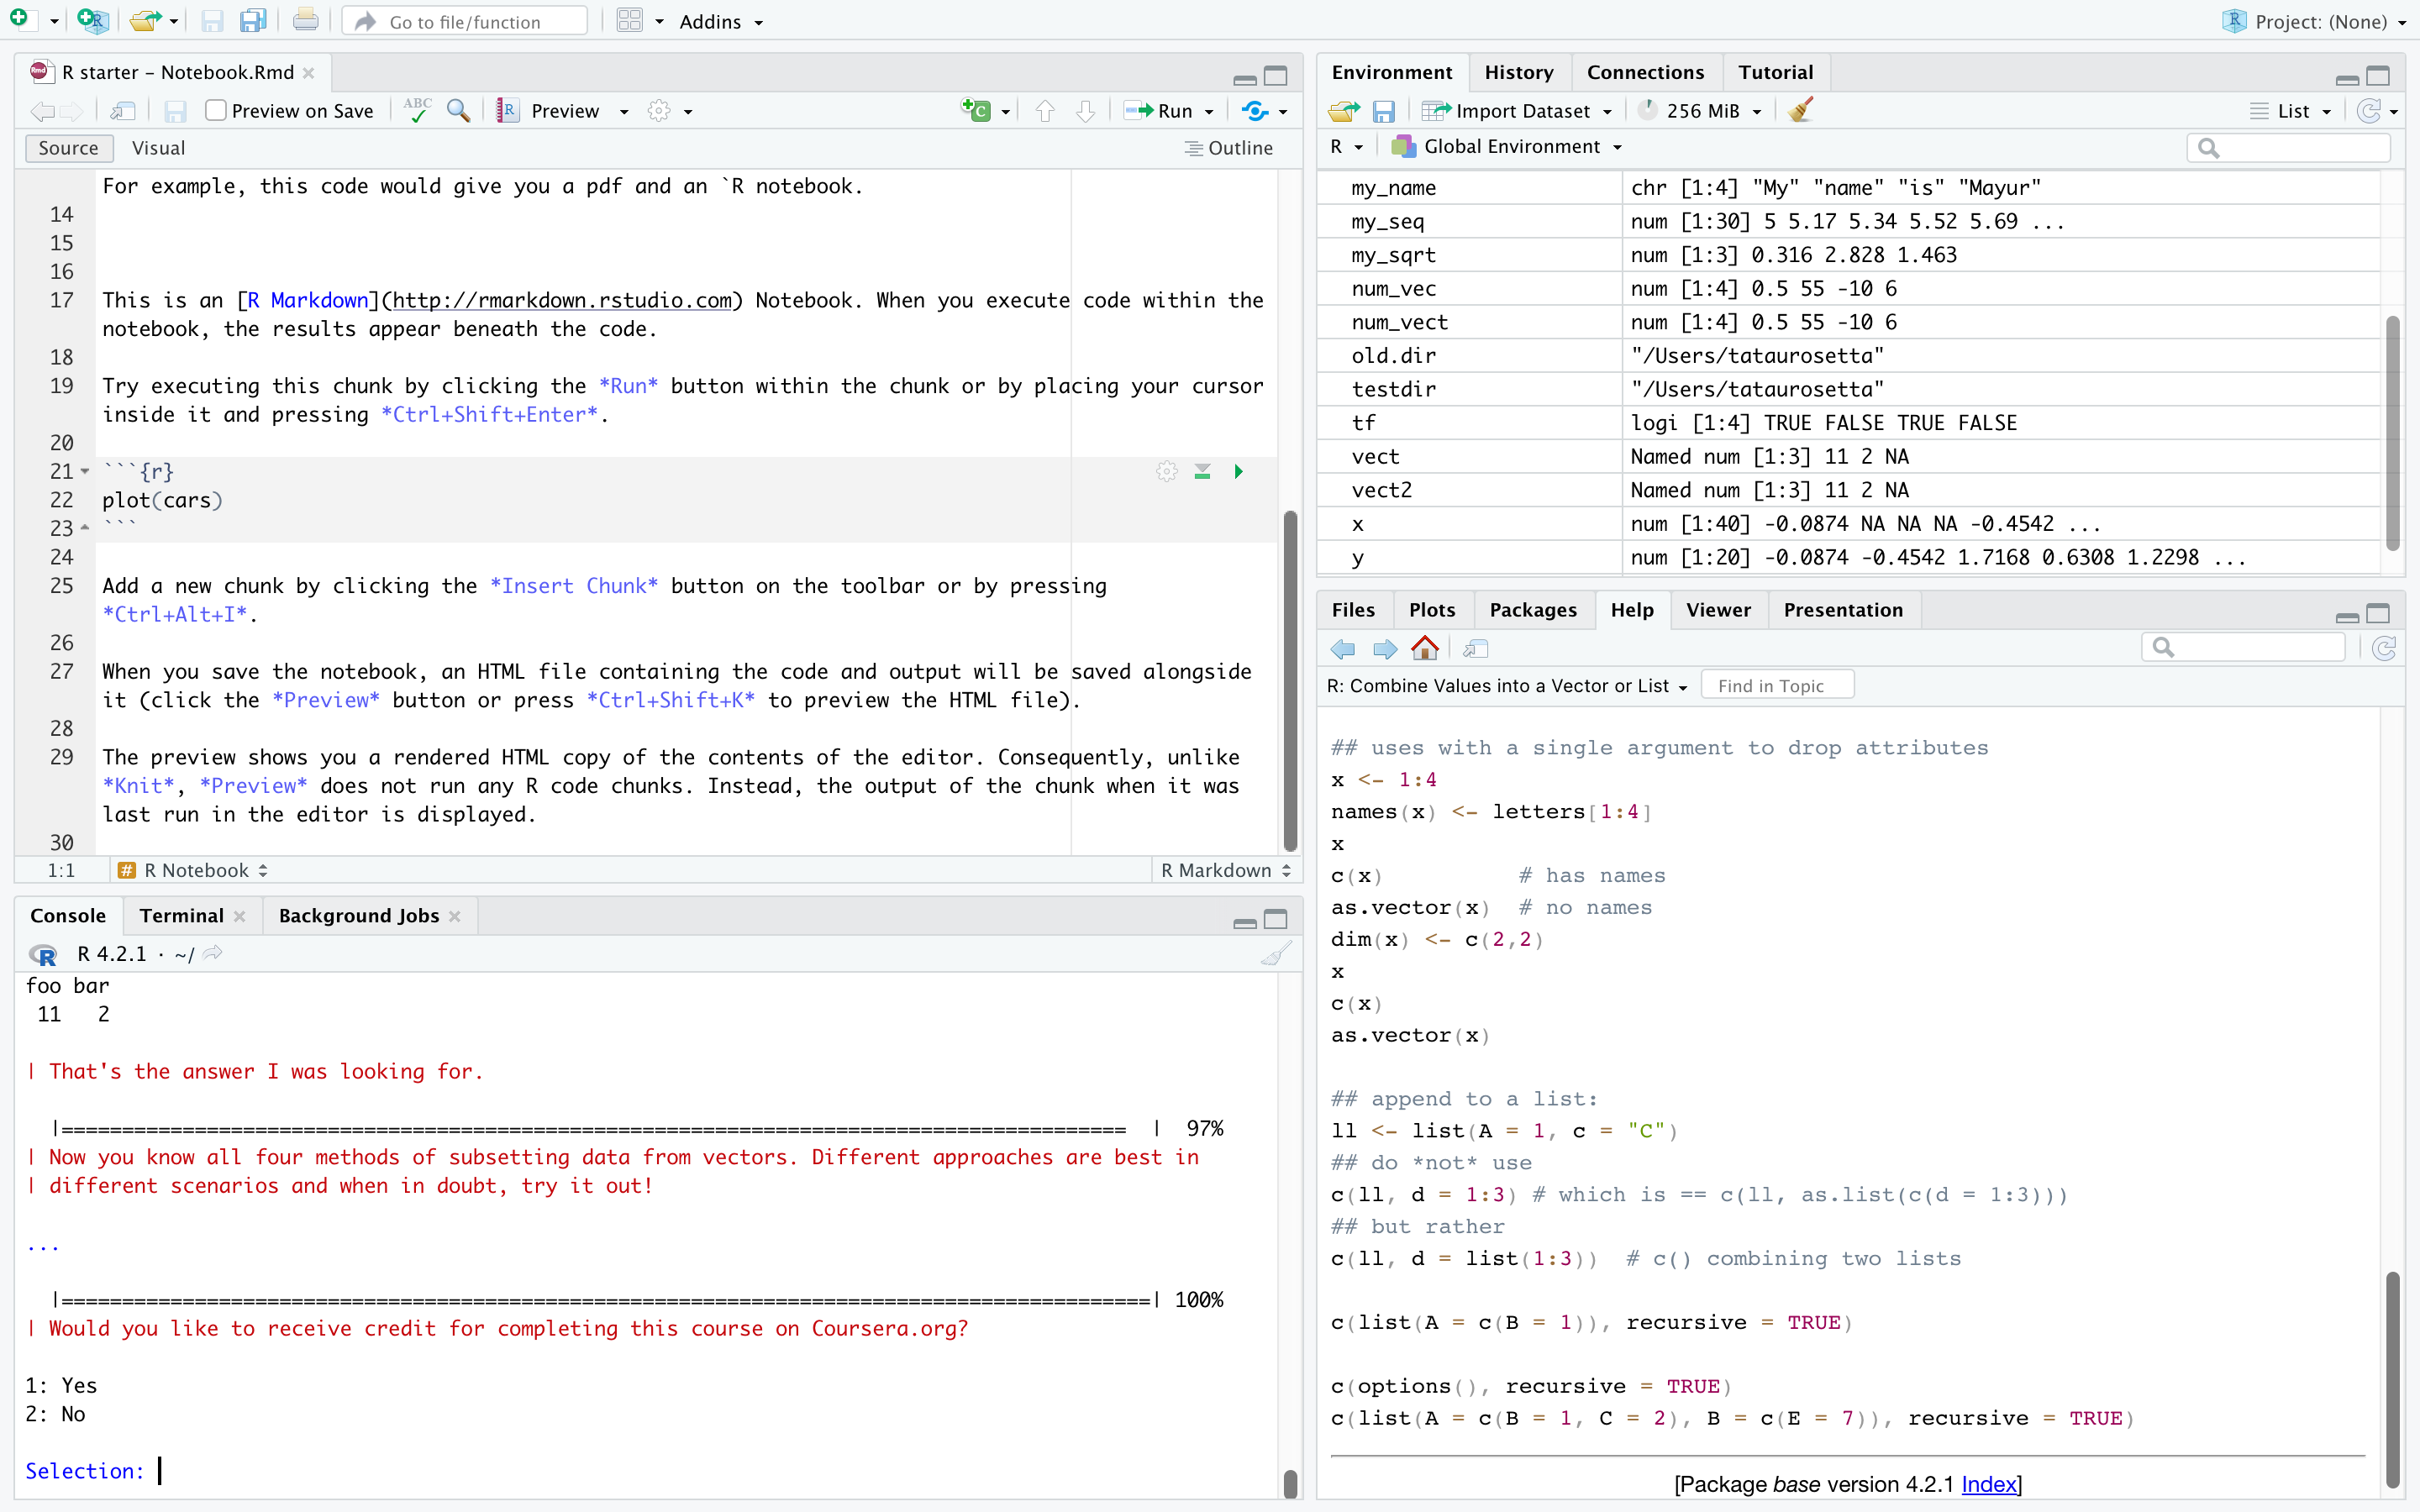 Go to file/function
Addins
Project: (None)
R starter – Notebook.Rmd
Preview on Save
ABC
Preview
Run
Source
Visual
Outline
For example, this code would give you a pdf and an `R notebook.
14
15
16
17 This is an [R Markdown](http://rmarkdown.rstudio.com) Notebook. When you execute code within the
notebook, the results appear beneath the code.
18
19 Try executing this chunk by clicking the *Run* button within the chunk or by placing your cursor
inside it and pressing *Ctrl+Shift+Enter*.
20
21 ```{r}
22 plot(cars)
23 ```
24
25 Add a new chunk by clicking the *Insert Chunk* button on the toolbar or by pressing
*Ctrl+Alt+I*.
26
27 When you save the notebook, an HTML file containing the code and output will be saved alongside
it (click the *Preview* button or press *Ctrl+Shift+K* to preview the HTML file).
28
29 The preview shows you a rendered HTML copy of the contents of the editor. Consequently, unlike
*Knit*, *Preview* does not run any R code chunks. Instead, the output of the chunk when it was
last run in the editor is displayed.
30
1:1
# R Notebook
R Markdown
Console
Terminal
Background Jobs
R 4.2.1 · ~/
foo bar
 11   2
| That's the answer I was looking for.
|======================================================================================== | 97%
| Now you know all four methods of subsetting data from vectors. Different approaches are best in
| different scenarios and when in doubt, try it out!
...
|==========================================================================================| 100%
| Would you like to receive credit for completing this course on Coursera.org?
1: Yes
2: No
Selection:
Environment
History
Connections
Tutorial
Import Dataset
256 MiB
List
R
Global Environment
my_name chr [1:4] "My" "name" "is" "Mayur"
my_seq num [1:30] 5 5.17 5.34 5.52 5.69 ...
my_sqrt num [1:3] 0.316 2.828 1.463
num_vec num [1:4] 0.5 55 -10 6
num_vect num [1:4] 0.5 55 -10 6
old.dir "/Users/tataurosetta"
testdir "/Users/tataurosetta"
tf logi [1:4] TRUE FALSE TRUE FALSE
vect Named num [1:3] 11 2 NA
vect2 Named num [1:3] 11 2 NA
x num [1:40] -0.0874 NA NA NA -0.4542 ...
y num [1:20] -0.0874 -0.4542 1.7168 0.6308 1.2298 ...
Files
Plots
Packages
Help
Viewer
Presentation
R: Combine Values into a Vector or List
Find in Topic
## uses with a single argument to drop attributes
x <- 1:4
names(x) <- letters[1:4]
x
c(x)          # has names
as.vector(x)  # no names
dim(x) <- c(2,2)
x
c(x)
as.vector(x)
## append to a list:
ll <- list(A = 1, c = "C")
## do *not* use
c(ll, d = 1:3) # which is == c(ll, as.list(c(d = 1:3)))
## but rather
c(ll, d = list(1:3))  # c() combining two lists
c(list(A = c(B = 1)), recursive = TRUE)
c(options(), recursive = TRUE)
c(list(A = c(B = 1, C = 2), B = c(E = 7)), recursive = TRUE)
[Package base version 4.2.1 Index]